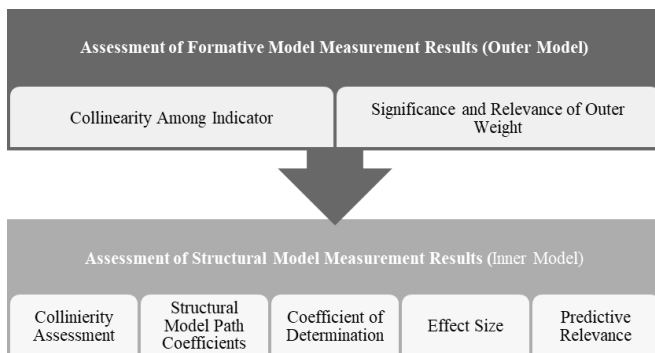 Assessment of Formative Model Measurement Results (Outer Model)
Collinearity Among Indicator
Significance and Relevance of Outer
Weight
Assessment of Structural Model Measurement Results (Inner Model)
Collinierity
Assessment
Structural
Model Path
Coefficients
Coefficient of
Determination
Effect Size
Predictive
Relevance